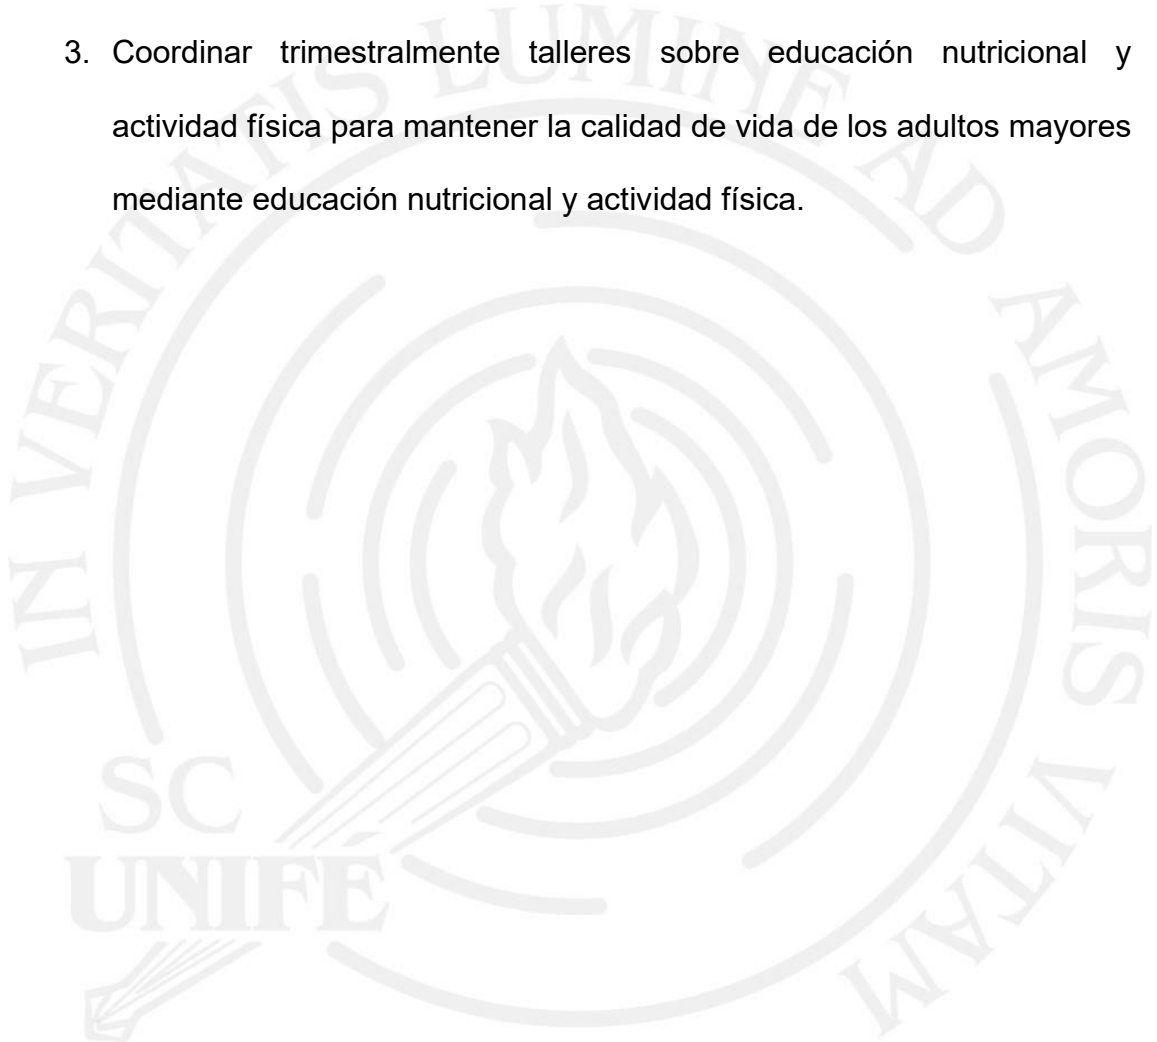 3. Coordinar trimestralmente talleres sobre educación nutricional y
actividad física para mantener la calidad de vida de los adultos mayores
mediante educación nutricional y actividad física.
IN VERITATIS LUMINE AD AMORIS VITAM
SC
UNIFÉ